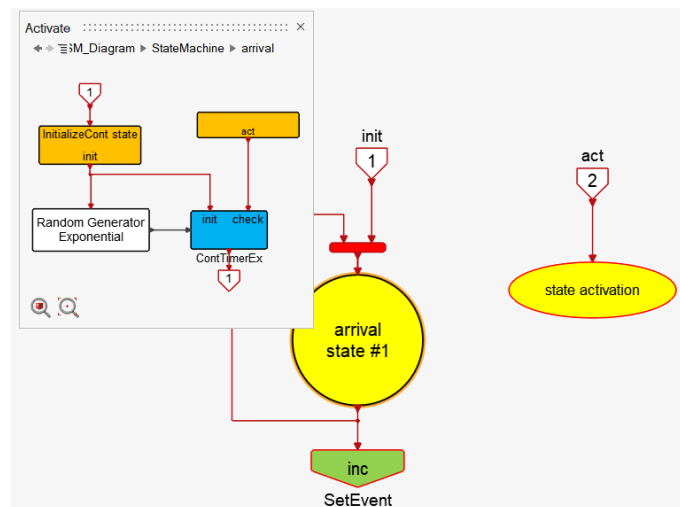 Activate
SM_Diagram ▶ StateMachine ▶ arrival
1
InitializeCont state
init
act
Random Generator
Exponential
init check
ContTimerEx
1
init
1
act
2
state activation
arrival
state #1
inc
SetEvent